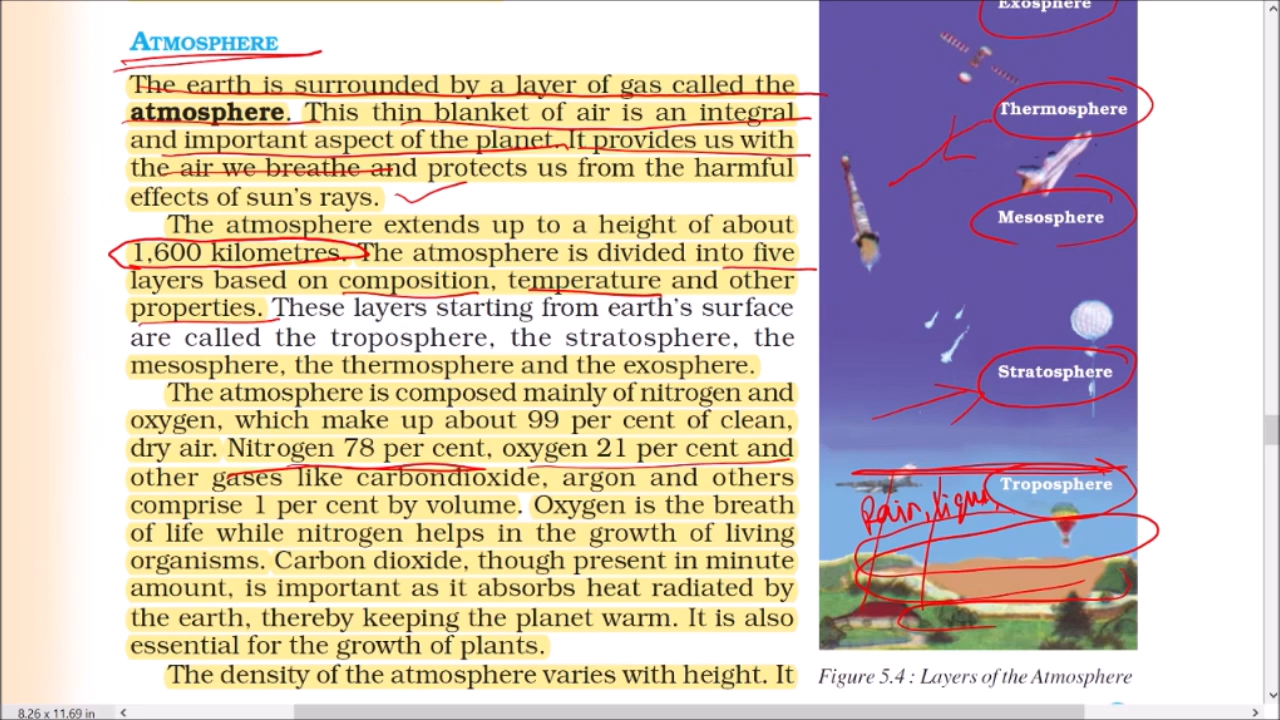 ATMOSPHERE
The earth is surrounded by a layer of gas called the
atmosphere. This thin blanket of air is an integral
and important aspect of the planet. It provides us with
the air we breathe and protects us from the harmful
effects of sun's rays.
The atmosphere extends up to a height of about
1,600 kilometres. The atmosphere is divided into five
layers based on composition, temperature and other
properties. These layers starting from earth's surface
are called the troposphere, the stratosphere, the
mesosphere, the thermosphere and the exosphere.
The atmosphere is composed mainly of nitrogen and
oxygen, which make up about 99 per cent of clean,
dry air. Nitrogen 78 per cent, oxygen 21 per cent and
other gases like carbondioxide, argon and others
comprise 1 per cent by volume. Oxygen is the breath
of life while nitrogen helps in the growth of living
organisms. Carbon dioxide, though present in minute
amount, is important as it absorbs heat radiated by
the earth, thereby keeping the planet warm. It is also
essential for the growth of plants.
The density of the atmosphere varies with height. It
Exosphere
Thermosphere
Mesosphere
Stratosphere
Troposphere
Rain,
Figure 5.4 : Layers of the Atmosphere
8.26 x 11.69 in